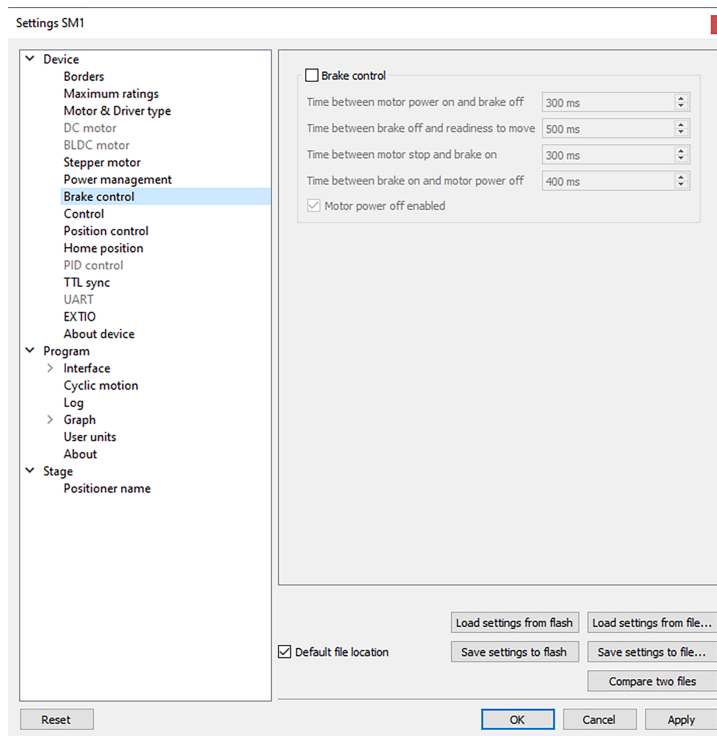 Settings SM1
Device
Borders
Maximum ratings
Motor & Driver type
DC motor
BLDC motor
Stepper motor
Power management
Brake control
Control
Position control
Home position
PID control
TTL sync
UART
EXTIO
About device
Program
Interface
Cyclic motion
Log
Graph
User units
About
Stage
Positioner name
Brake control
Time between motor power on and brake off 300 ms
Time between brake off and readiness to move 500 ms
Time between motor stop and brake on 300 ms
Time between brake on and motor power off 400 ms
Motor power off enabled
Load settings from flash Load settings from file...
Default file location Save settings to flash Save settings to file...
Compare two files
Reset OK Cancel Apply